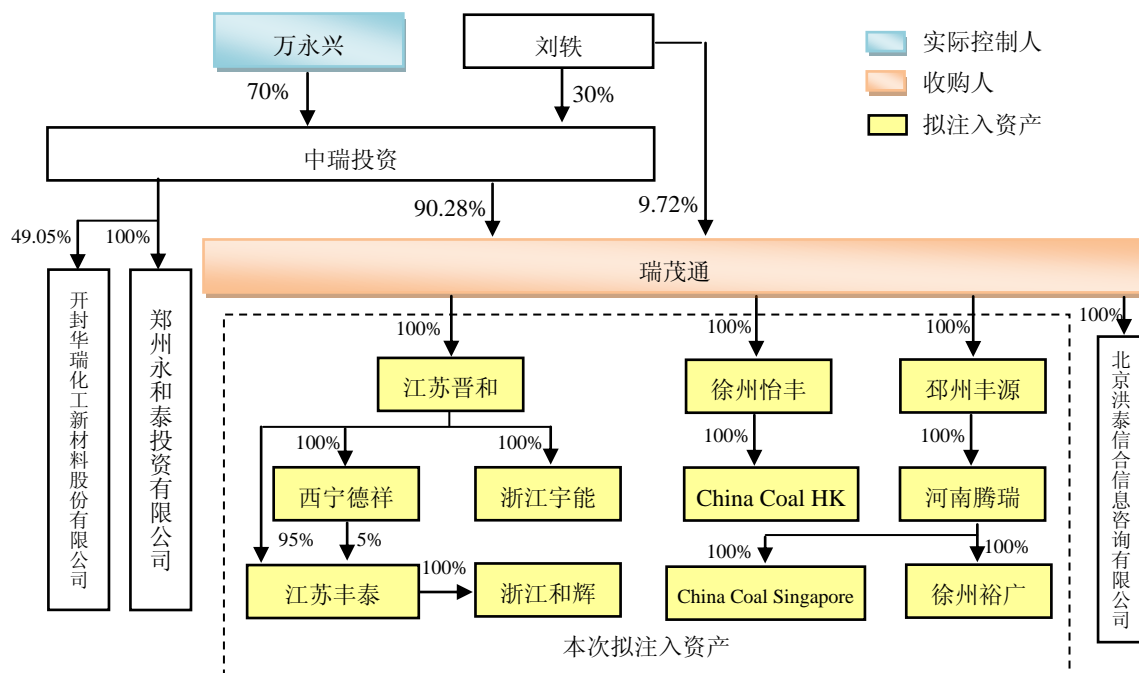 万永兴
刘轶
实际控制人
收购人
拟注入资产
70%
30%
中瑞投资
90.28%
9.72%
49.05%
100%
瑞茂通
开封华瑞化工新材料股份有限公司
郑州永和泰投资有限公司
100%
100%
100%
100%
北京洪泰信合信息咨询有限公司
江苏晋和
徐州怡丰
邳州丰源
100%
100%
100%
100%
西宁德祥
浙江宇能
China Coal HK
河南腾瑞
95%
5%
100%
100%
100%
江苏丰泰
浙江和辉
China Coal Singapore
徐州裕广
本次拟注入资产